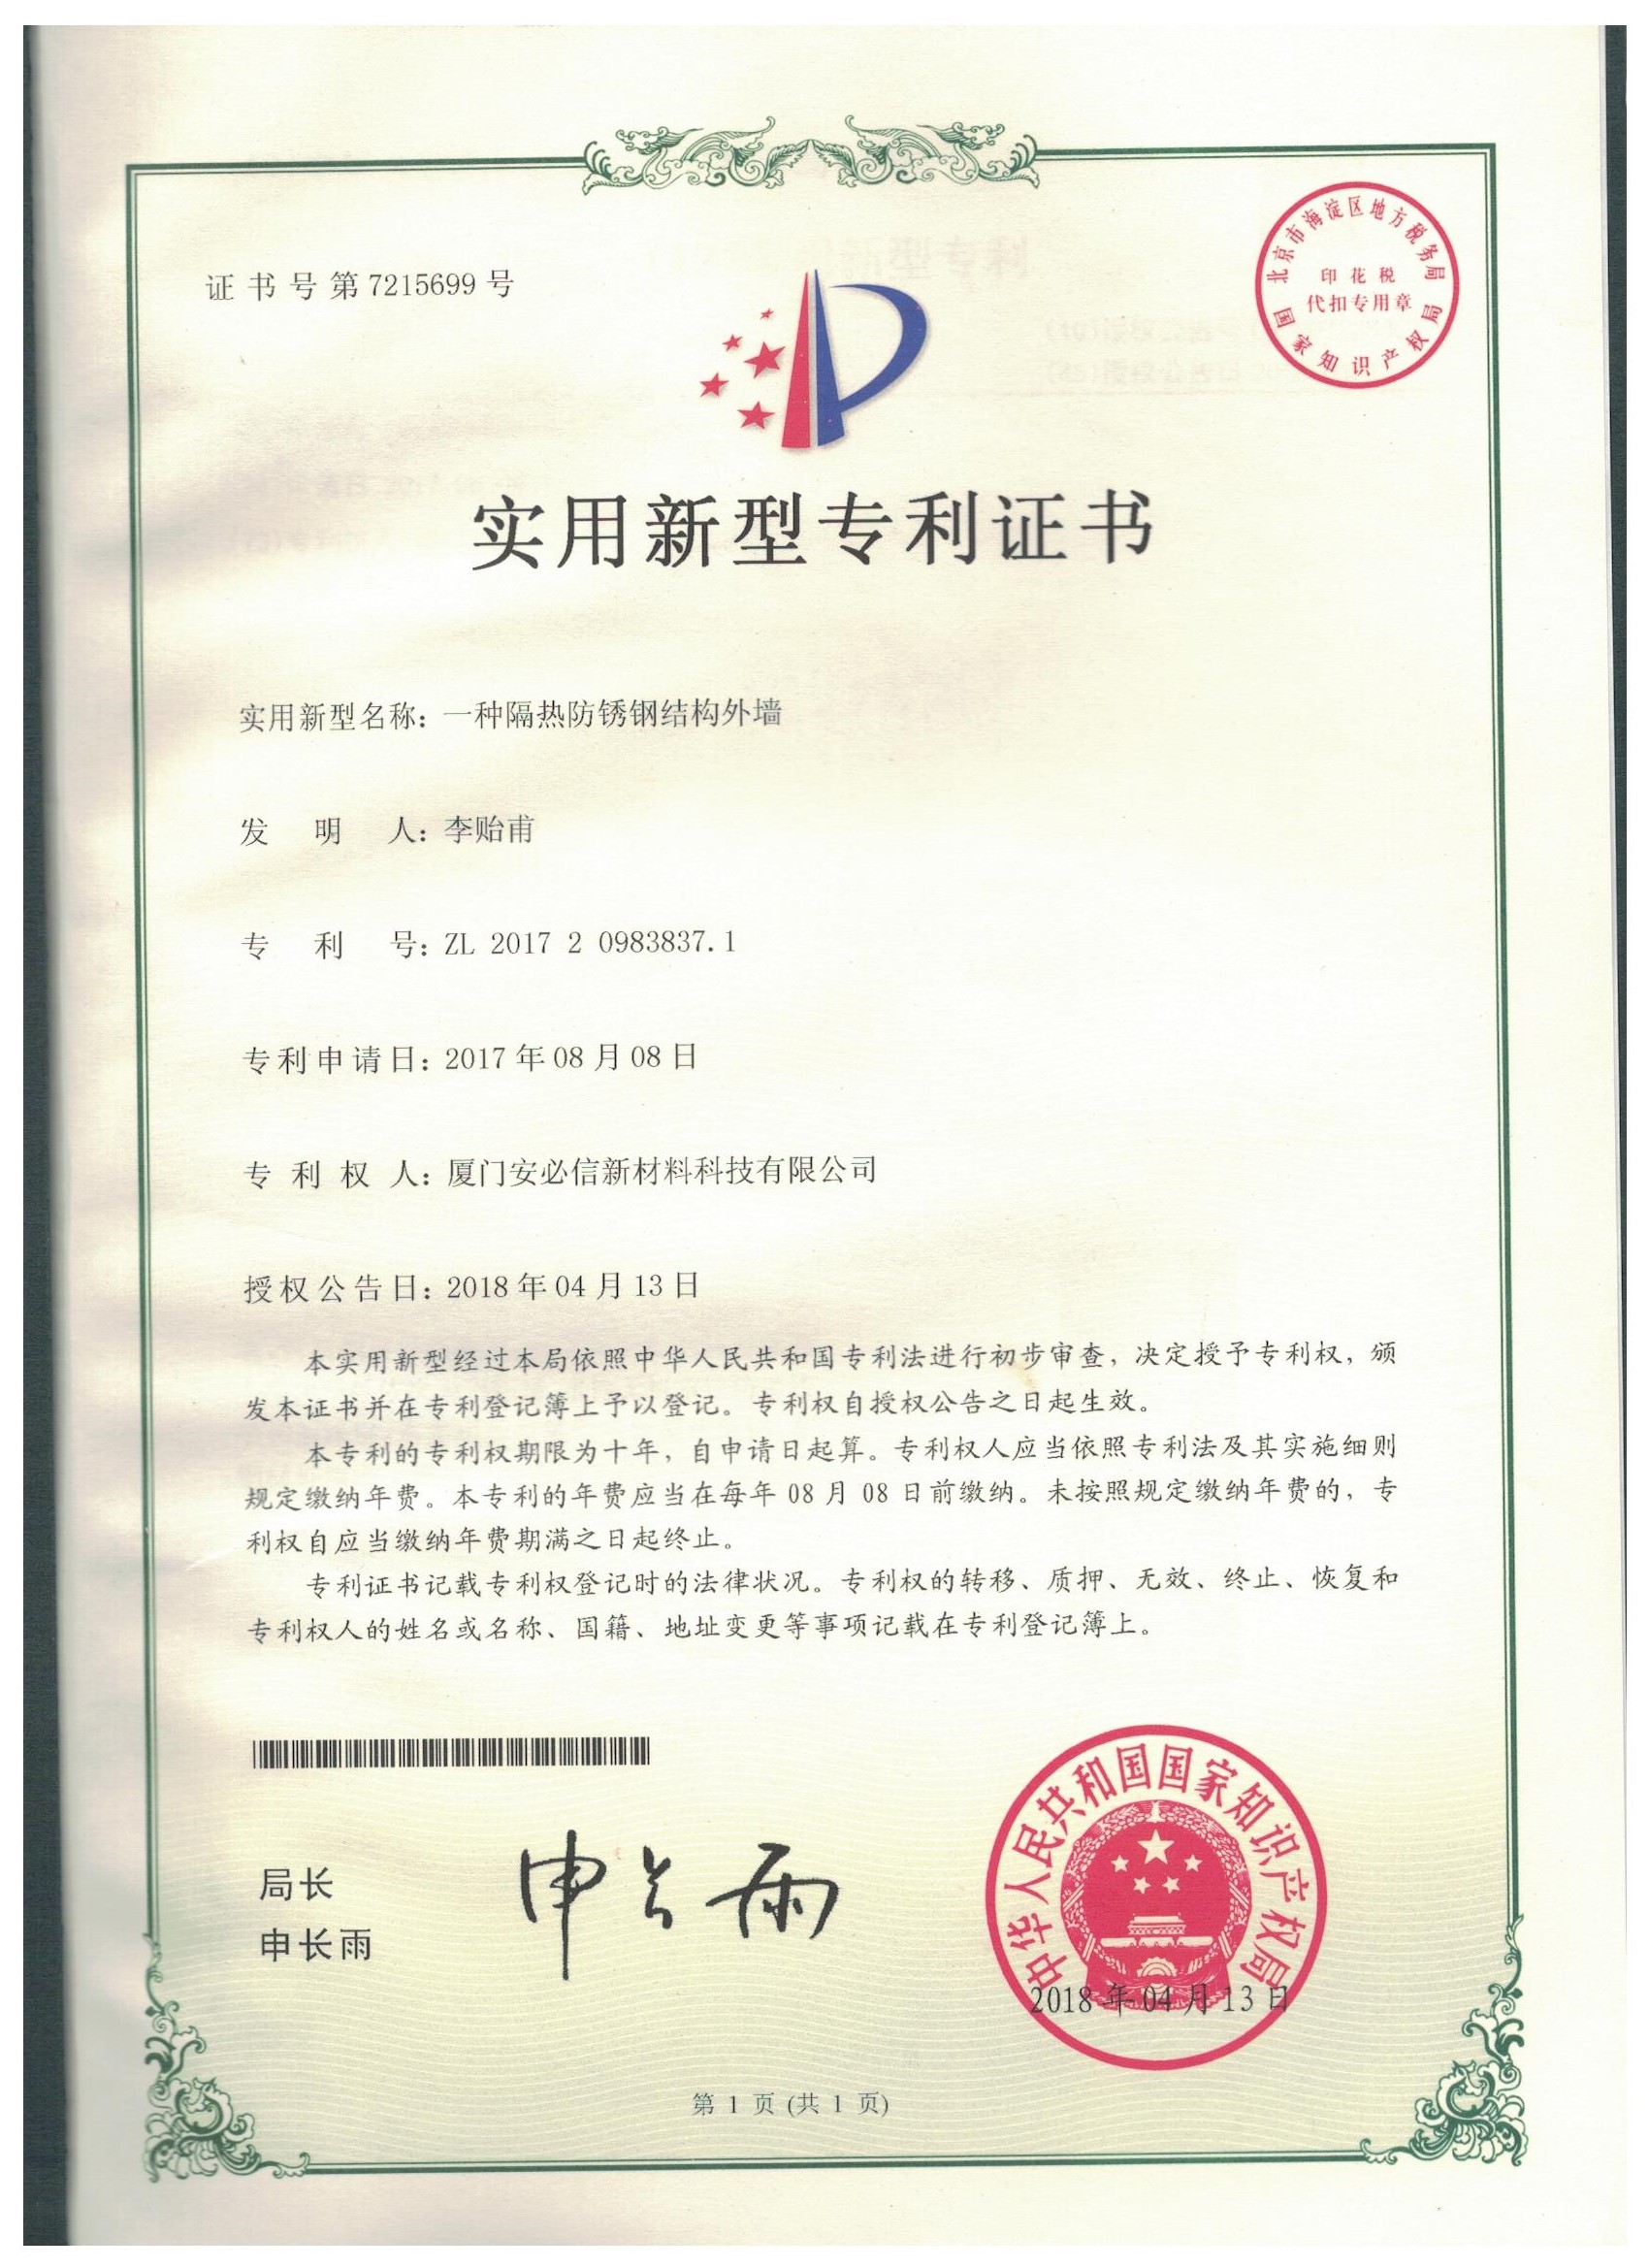 证书号第7215699号
北京市海淀区地方税务局
印花税
代扣专用章
国家知识产权局
实用新型专利证书
实用新型名称：一种隔热防锈钢结构外墙
发明人：李贻甫
专利号：ZL 2017 2 0983837.1
专利申请日：2017年08月08日
专利权人：厦门安必信新材料科技有限公司
授权公告日：2018年04月13日
本实用新型经过本局依照中华人民共和国专利法进行初步审查，决定授予专利权，颁
发本证书并在专利登记簿上予以登记。专利权自授权公告之日起生效。
本专利的专利权期限为十年，自申请日起算。专利权人应当依照专利法及其实施细则
规定缴纳年费。本专利的年费应当在每年08月08日前缴纳。未按照规定缴纳年费的，专
利权自应当缴纳年费期满之日起终止。
专利证书记载专利权登记时的法律状况。专利权的转移、质押、无效、终止、恢复和
专利权人的姓名或名称、国籍、地址变更等事项记载在专利登记簿上。
局长
申长雨
申长雨
中华人民共和国国家知识产权局
2018年04月13日
第 1 页 (共 1 页)